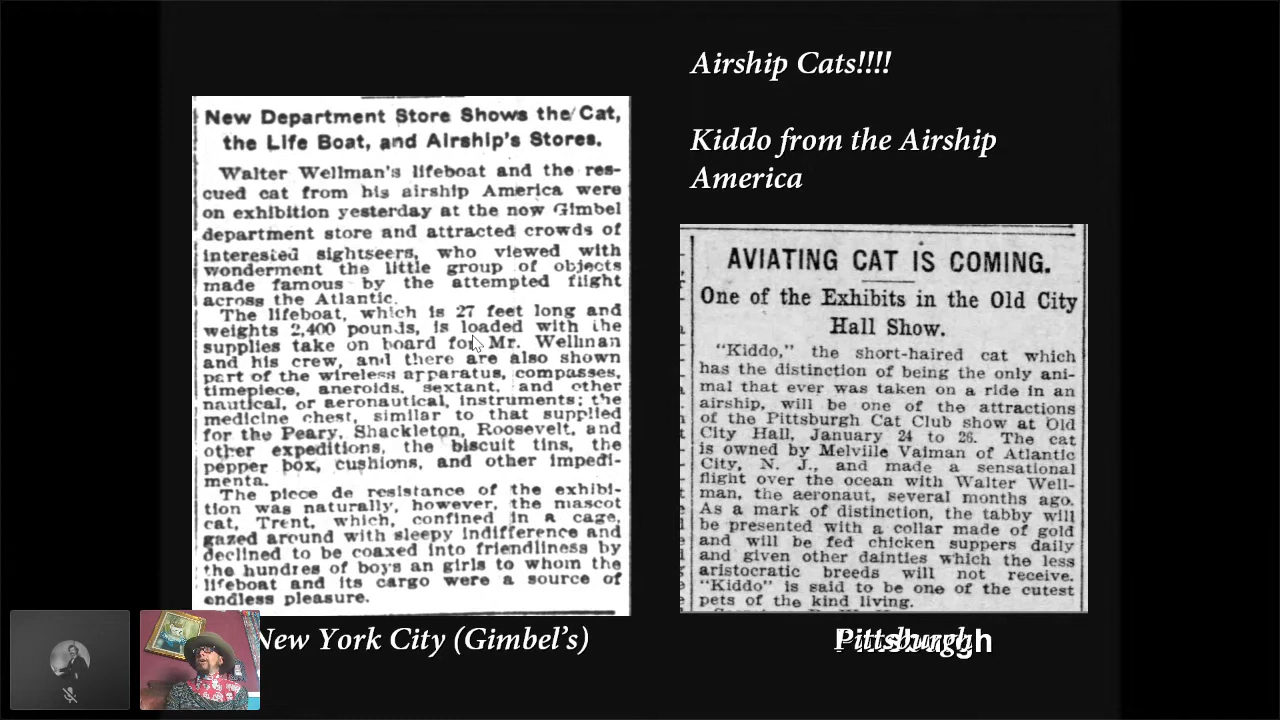 Airship Cats!!!!
Kiddo from the Airship
America
New Department Store Shows the Cat,
the Life Boat, and Airship's Stores.
Walter Wellman's lifeboat and the res-
cued cat from his airship America were
on exhibition yesterday at the now Gimbel
department store and attracted crowds of
interested sightseers, who viewed with
wonderment the little group of objects
made famous by the attempted flight
across the Atlantic.
The lifeboat, which is 27 feet long and
weights 2,400 pounds, is loaded with the
supplies take on board for Mr. Wellman
and his crew, and there are also shown
part of the wireless apparatus, compasses,
timepiece, aneroids, sextant, and other
nautical, or aeronautical, instruments; the
medicine chest, similar to that supplied
for the Peary, Shackleton, Roosevelt, and
other expeditions, the biscuit tins, the
pepper box, cushions, and other impedi-
menta.
The piece de resistance of the exhibi-
tion was naturally, however, the mascot
cat, Trent, which, confined in a cage,
gazed around with sleepy indifference and
declined to be coaxed into friendliness by
the hundres of boys an girls to whom the
lifeboat and its cargo were a source of
endless pleasure.
New York City (Gimbel's)
AVIATING CAT IS COMING.
One of the Exhibits in the Old City
Hall Show.
"Kiddo," the short-haired cat which
has the distinction of being the only ani-
mal that ever was taken on a ride in an
airship, will be one of the attractions
of the Pittsburgh Cat Club show at Old
City Hall, January 24 to 26. The cat
is owned by Melville Vaiman of Atlantic
City, N. J., and made a sensational
flight over the ocean with Walter Well-
man, the aeronaut, several months ago.
As a mark of distinction, the tabby will
be presented with a collar made of gold
and will be fed chicken suppers daily
and given other dainties which the less
aristocratic breeds will not receive.
"Kiddo" is said to be one of the cutest
pets of the kind living.
Pittsburgh